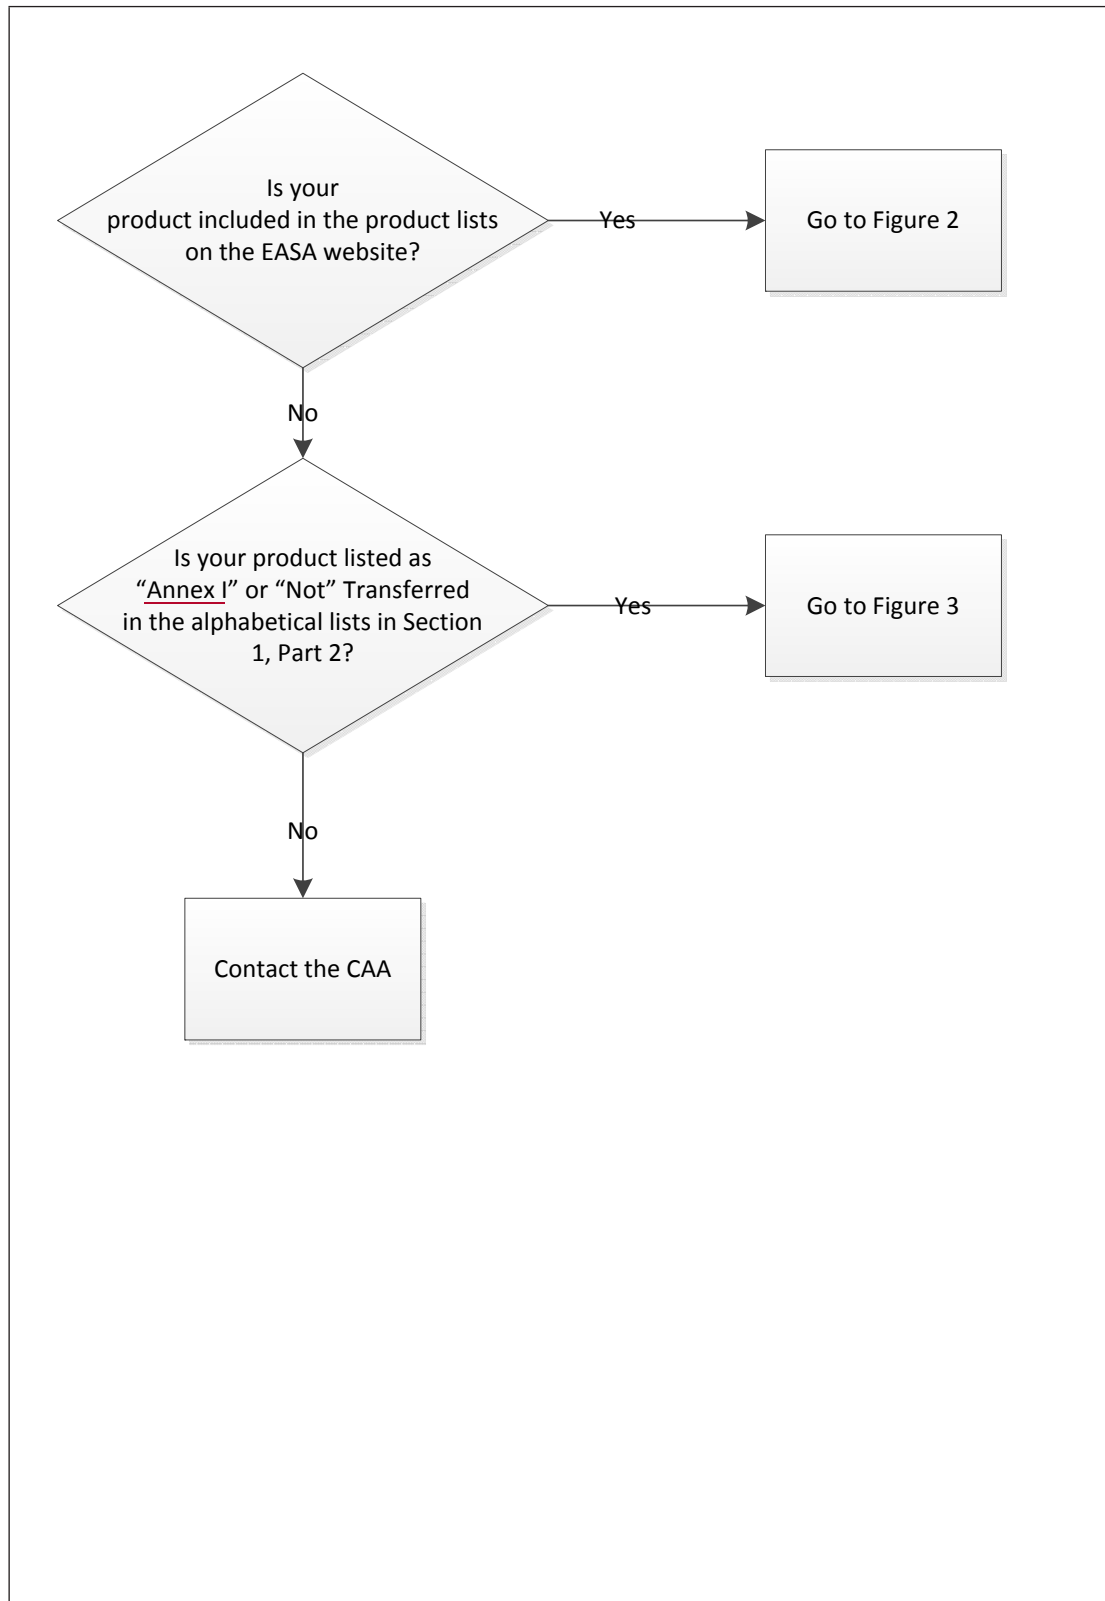 Is your
product included in the product lists
on the EASA website?
Yes
Go to Figure 2
No
Is your product listed as
“Annex I” or “Not” Transferred
in the alphabetical lists in Section
1, Part 2?
Yes
Go to Figure 3
No
Contact the CAA